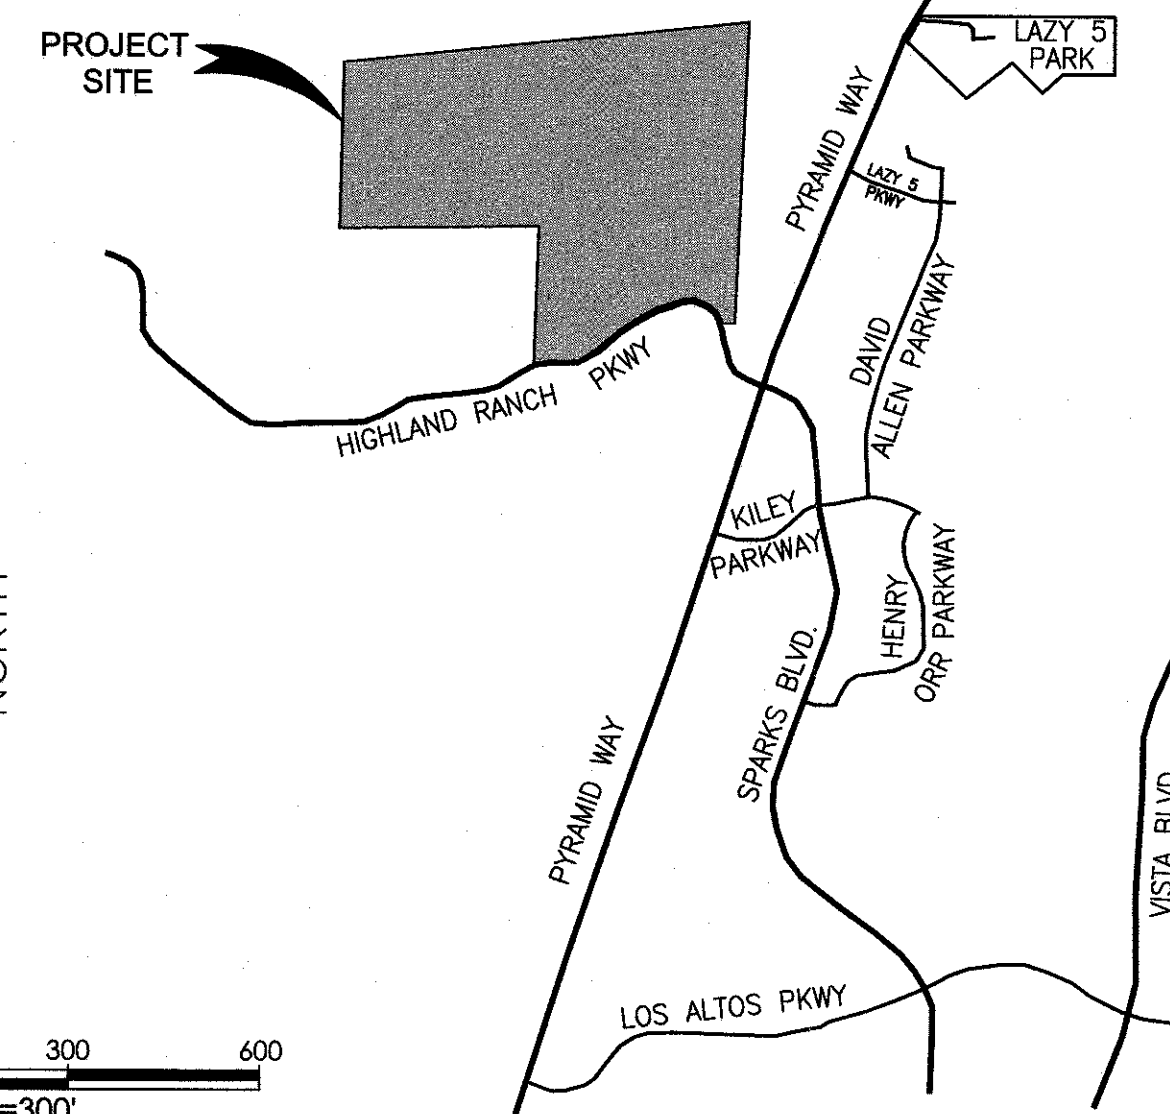 PROJECT
SITE
LAZY 5
PARK
PYRAMID WAY
LAZY 5
PKWY
DAVID
ALLEN PARKWAY
HIGHLAND RANCH PKWY
KILEY
PARKWAY
HENRY
ORR PARKWAY
SPARKS BLVD.
PYRAMID WAY
NORTH
VISTA BLVD
LOS ALTOS PKWY
300
600
=300'